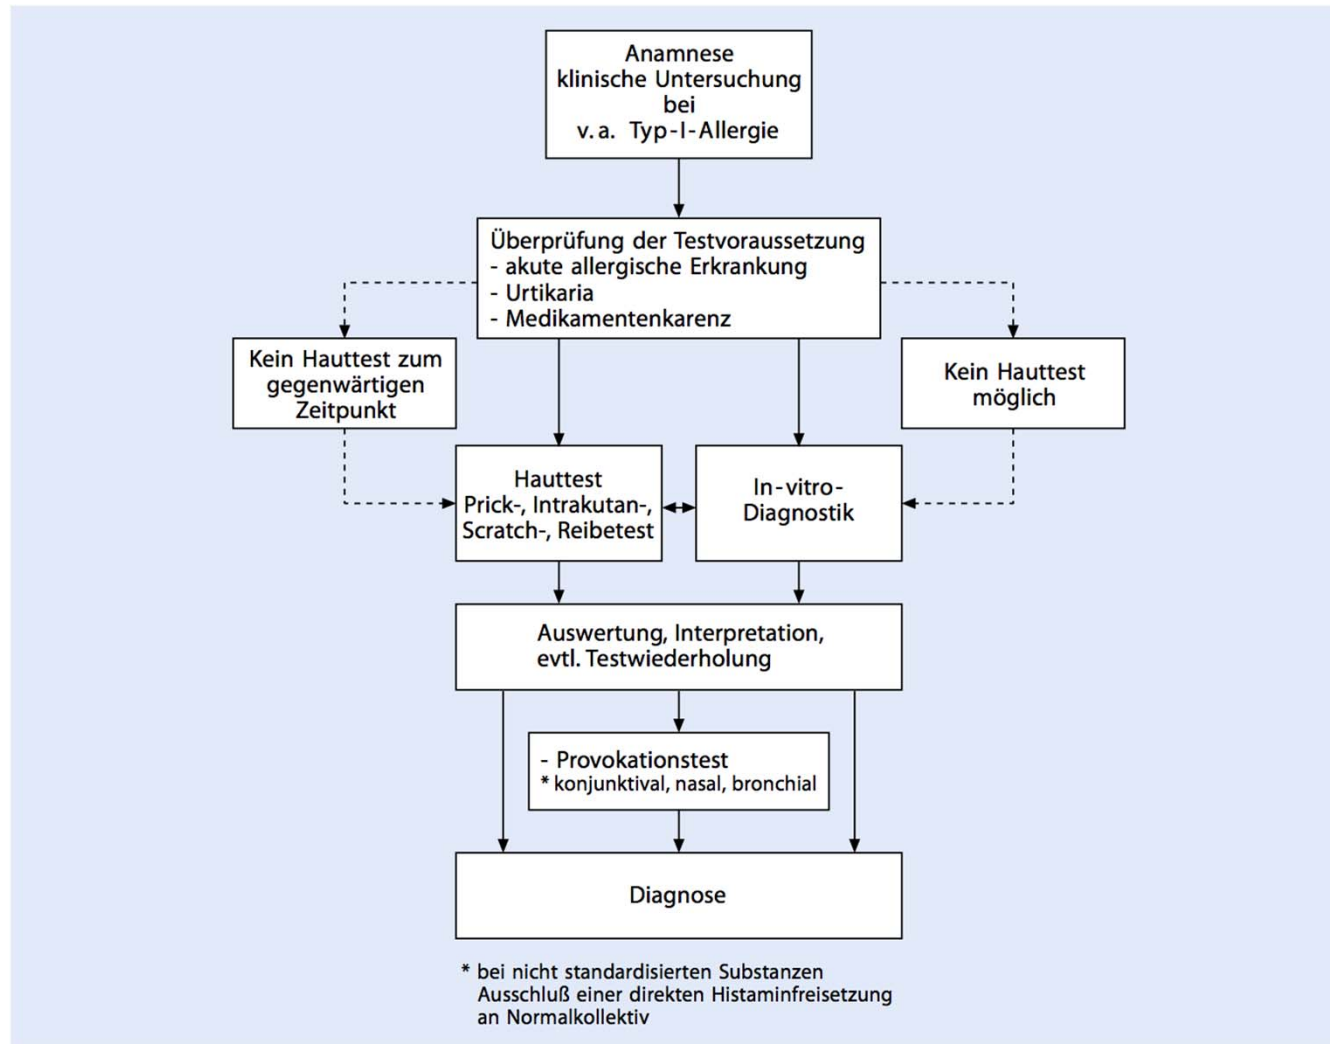 Anamnese
klinische Untersuchung
bei
v. a. Typ-I-Allergie
Überprüfung der Testvoraussetzung
- akute allergische Erkrankung
- Urtikaria
- Medikamentenkarenz
Kein Hauttest zum
gegenwärtigen
Zeitpunkt
Kein Hauttest
möglich
Hauttest
Prick-, Intrakutan-,
Scratch-, Reibetest
In-vitro-
Diagnostik
Auswertung, Interpretation,
evtl. Testwiederholung
- Provokationstest
* konjunktival, nasal, bronchial
Diagnose
* bei nicht standardisierten Substanzen
Ausschluß einer direkten Histaminfreisetzung
an Normalkollektiv